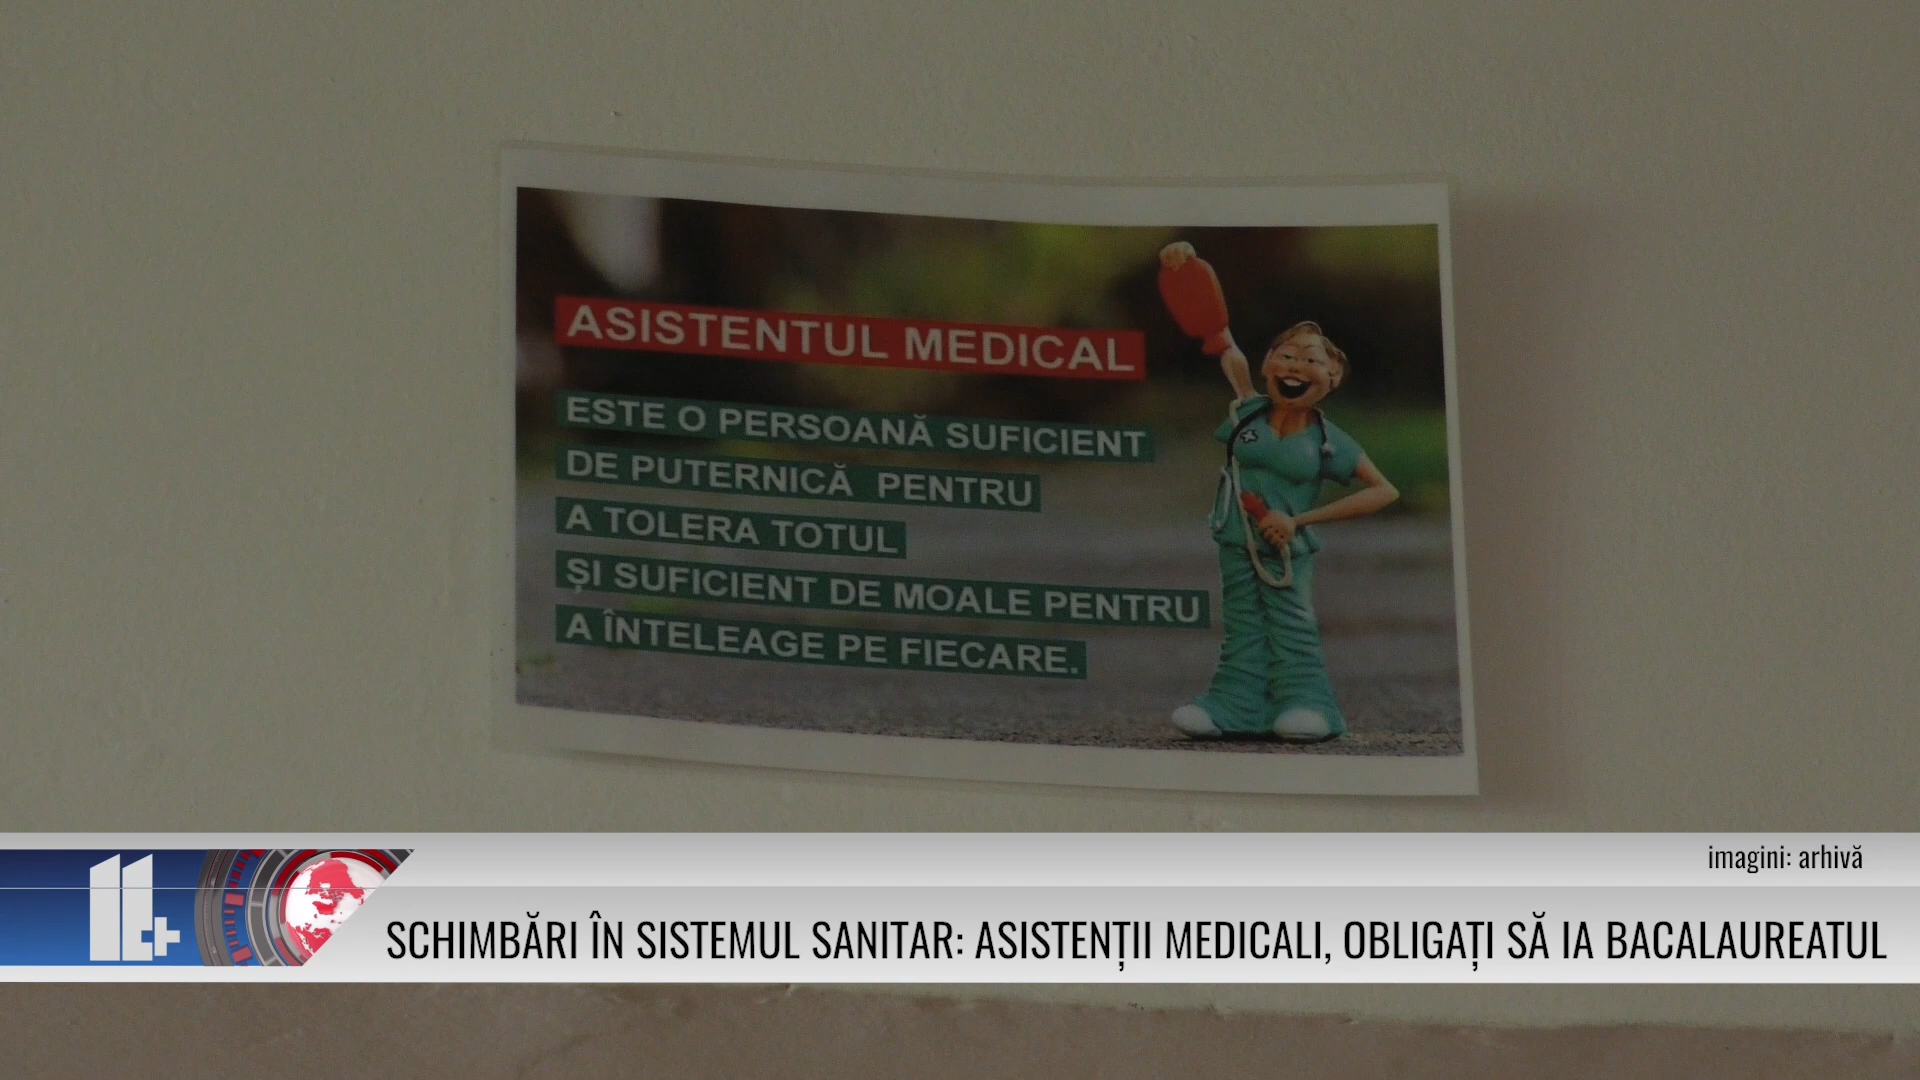 ASISTENTUL MEDICAL
ESTE O PERSOANĂ SUFICIENT
DE PUTERNICĂ PENTRU
A TOLERA TOTUL
ȘI SUFICIENT DE MOALE PENTRU
A ÎNTELEAGE PE FIECARE.
imagini: arhivă
11+
SCHIMBĂRI ÎN SISTEMUL SANITAR: ASISTENȚII MEDICALI, OBLIGAȚI SĂ IA BACALAUREATUL